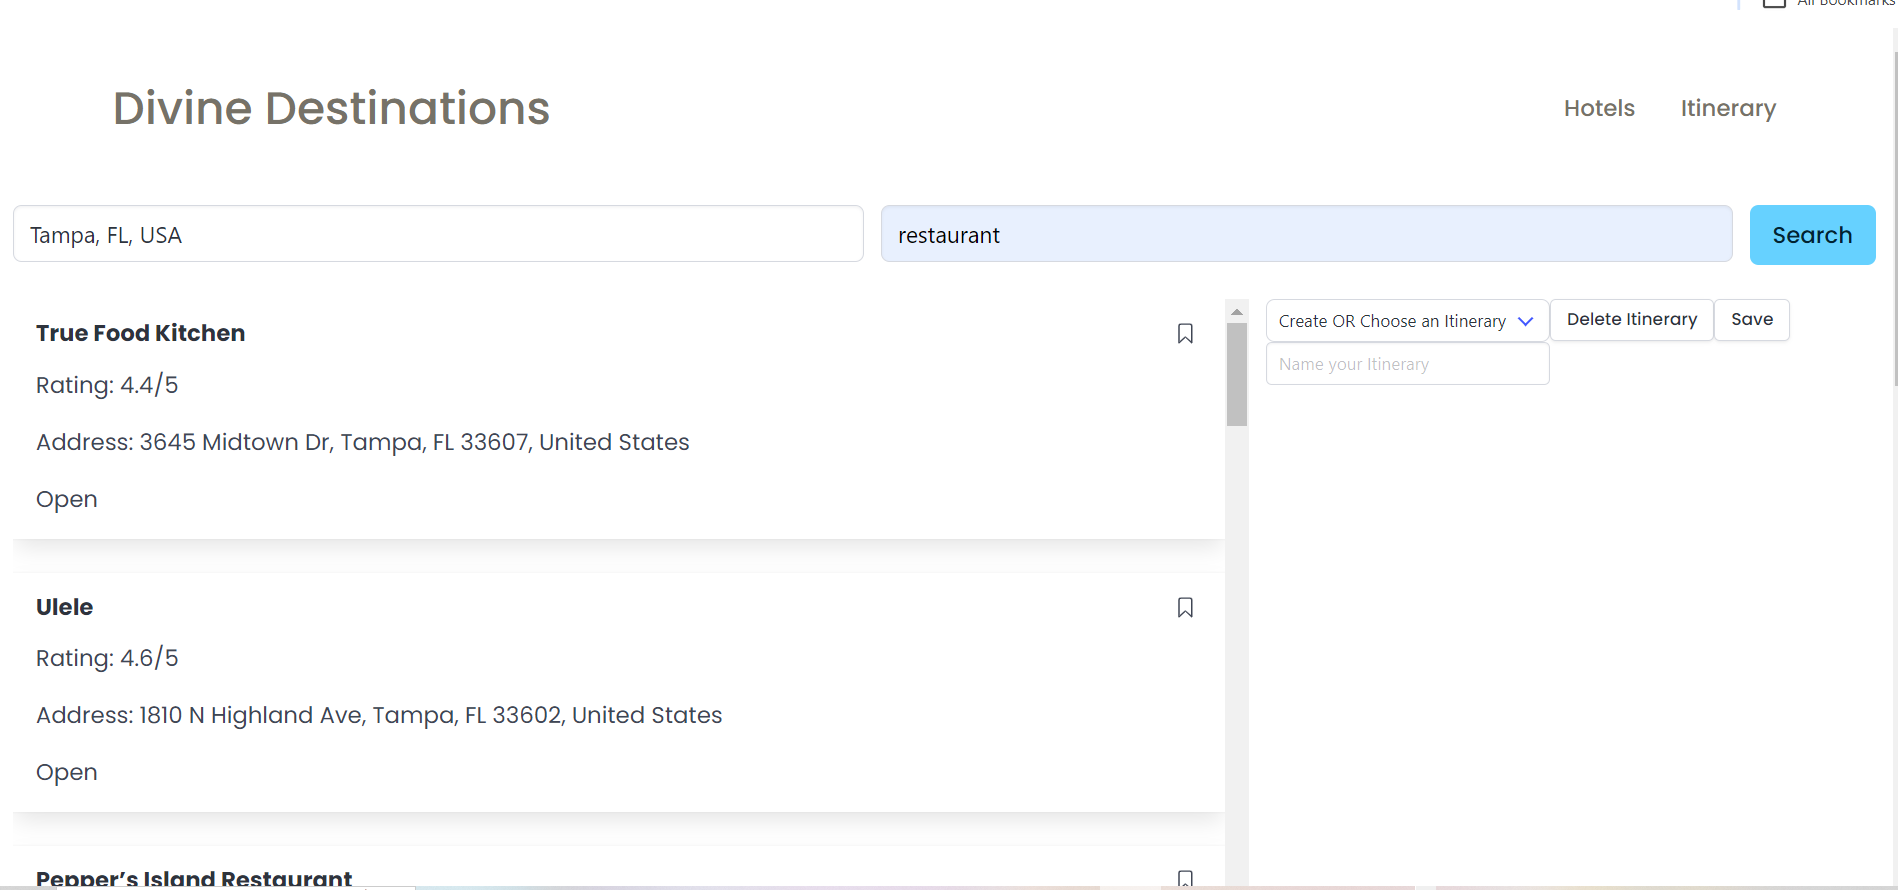 All Bookmarks
Divine Destinations
Hotels
Itinerary
Tampa, FL, USA
restaurant
Search
True Food Kitchen
Rating: 4.4/5
Address: 3645 Midtown Dr, Tampa, FL 33607, United States
Open
Ulele
Rating: 4.6/5
Address: 1810 N Highland Ave, Tampa, FL 33602, United States
Open
Pepper’s Island Restaurant
Create OR Choose an Itinerary
Delete Itinerary
Save
Name your Itinerary